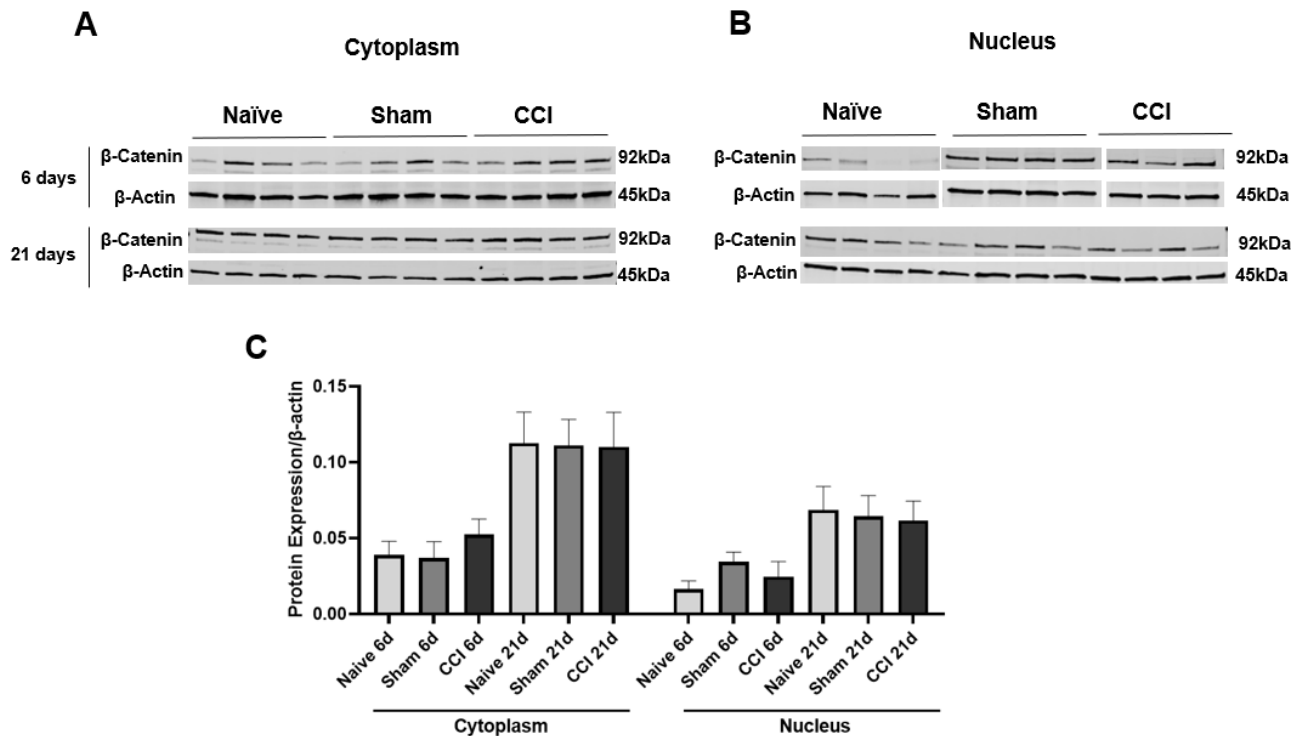 A
B
Cytoplasm
Nucleus
Naïve Sham CCI
Naïve Sham CCI
6 days
β-Catenin 92kDa
β-Actin 45kDa
β-Catenin 92kDa
β-Actin 45kDa
21 days
β-Catenin 92kDa
β-Actin 45kDa
β-Catenin 92kDa
β-Actin 45kDa
C
Protein Expression/β-actin
0.15
0.10
0.05
0.00
Naive 6d
Sham 6d
CCI 6d
Naive 21d
Sham 21d
CCI 21d
Naive 6d
Sham 6d
CCI 6d
Naive 21d
Sham 21d
CCI 21d
Cytoplasm
Nucleus